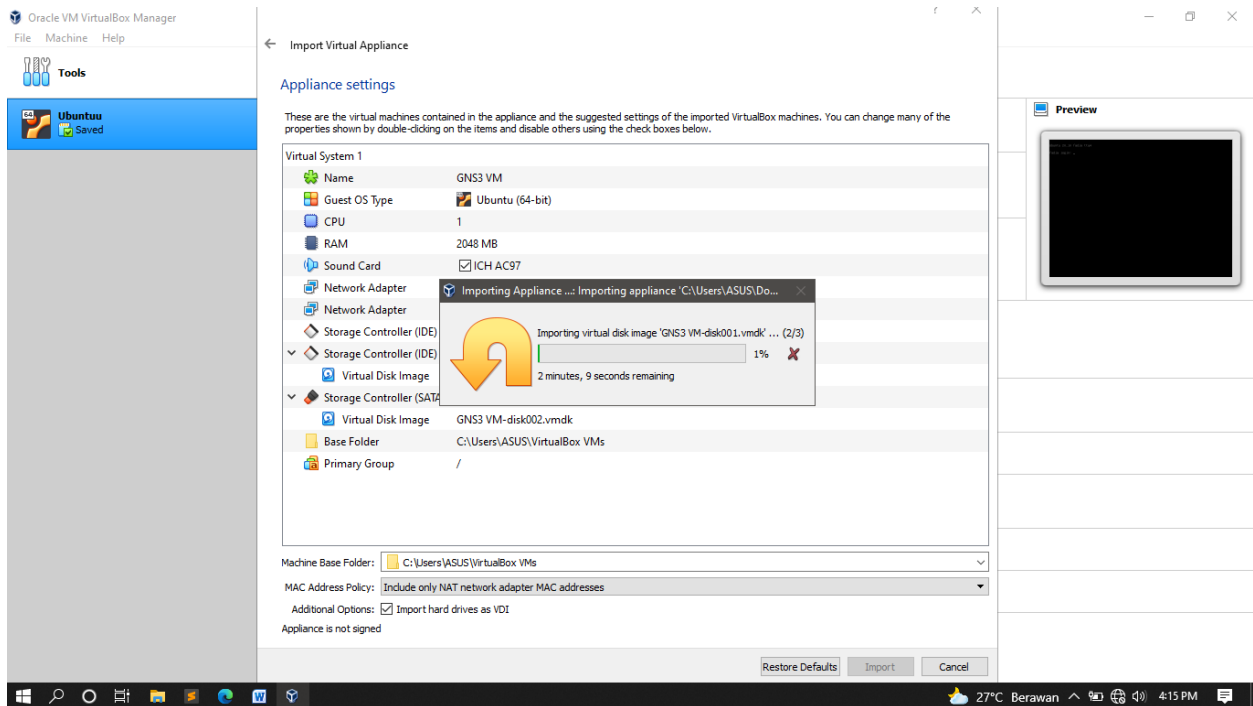 Oracle VM VirtualBox Manager
File Machine Help
Tools
64
Ubuntuu
Saved
?
Import Virtual Appliance
Appliance settings
These are the virtual machines contained in the appliance and the suggested settings of the imported VirtualBox machines. You can change many of the
properties shown by double-clicking on the items and disable others using the check boxes below.
Virtual System 1
Name GNS3 VM
Guest OS Type Ubuntu (64-bit)
CPU 1
RAM 2048 MB
Sound Card ICH AC97
Network Adapter
Network Adapter
Storage Controller (IDE)
Storage Controller (IDE)
Virtual Disk Image
Storage Controller (SATA
Virtual Disk Image GNS3 VM-disk002.vmdk
Base Folder C:\Users\ASUS\VirtualBox VMs
Primary Group /
Importing Appliance ...: Importing appliance 'C:\Users\ASUS\Do...
Importing virtual disk image 'GNS3 VM-disk001.vmdk' ... (2/3)
1%
2 minutes, 9 seconds remaining
Machine Base Folder: C:\Users\ASUS\VirtualBox VMs
MAC Address Policy: Include only NAT network adapter MAC addresses
Additional Options: Import hard drives as VDI
Appliance is not signed
Restore Defaults Import Cancel
Preview
27°C Berawan 4:15 PM